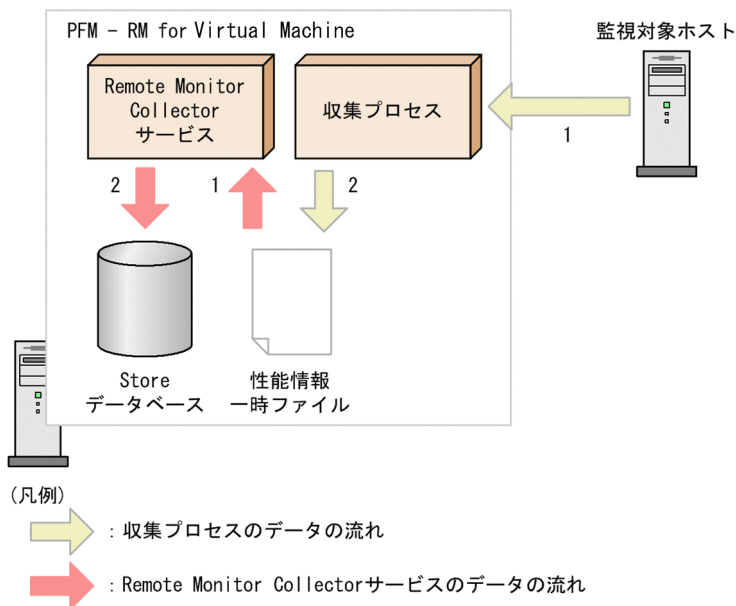 PFM - RM for Virtual Machine
監視対象ホスト
Remote Monitor
Collector
サービス
収集プロセス
1
2
1
2
Store
データベース
性能情報
一時ファイル
(凡例)
：収集プロセスのデータの流れ
：Remote Monitor Collectorサービスのデータの流れ